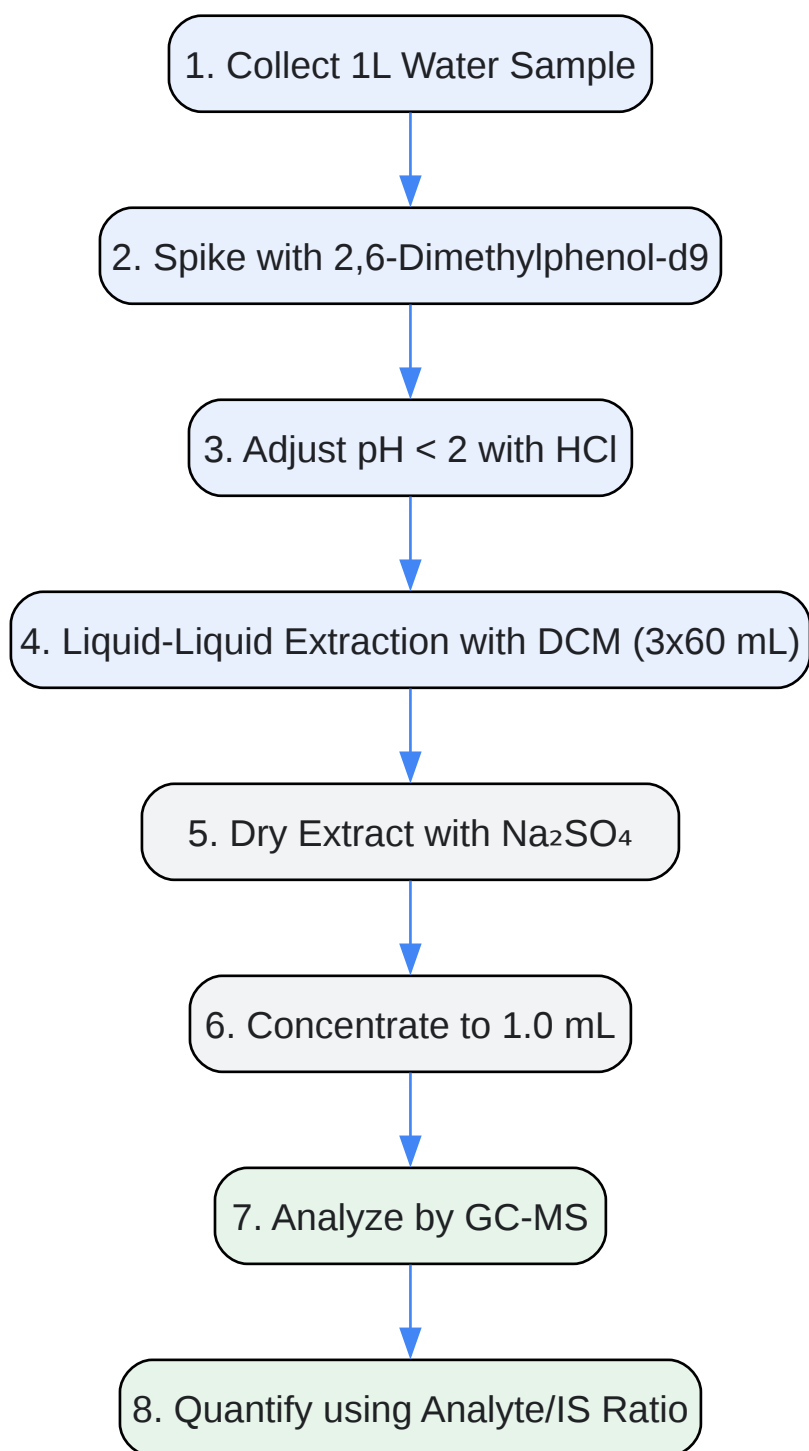 1. Collect 1L Water Sample
2. Spike with 2,6-Dimethylphenol-d9
3. Adjust pH < 2 with HCl
4. Liquid-Liquid Extraction with DCM (3x60 mL)
5. Dry Extract with Na₂SO₄
6. Concentrate to 1.0 mL
7. Analyze by GC-MS
8. Quantify using Analyte/IS Ratio